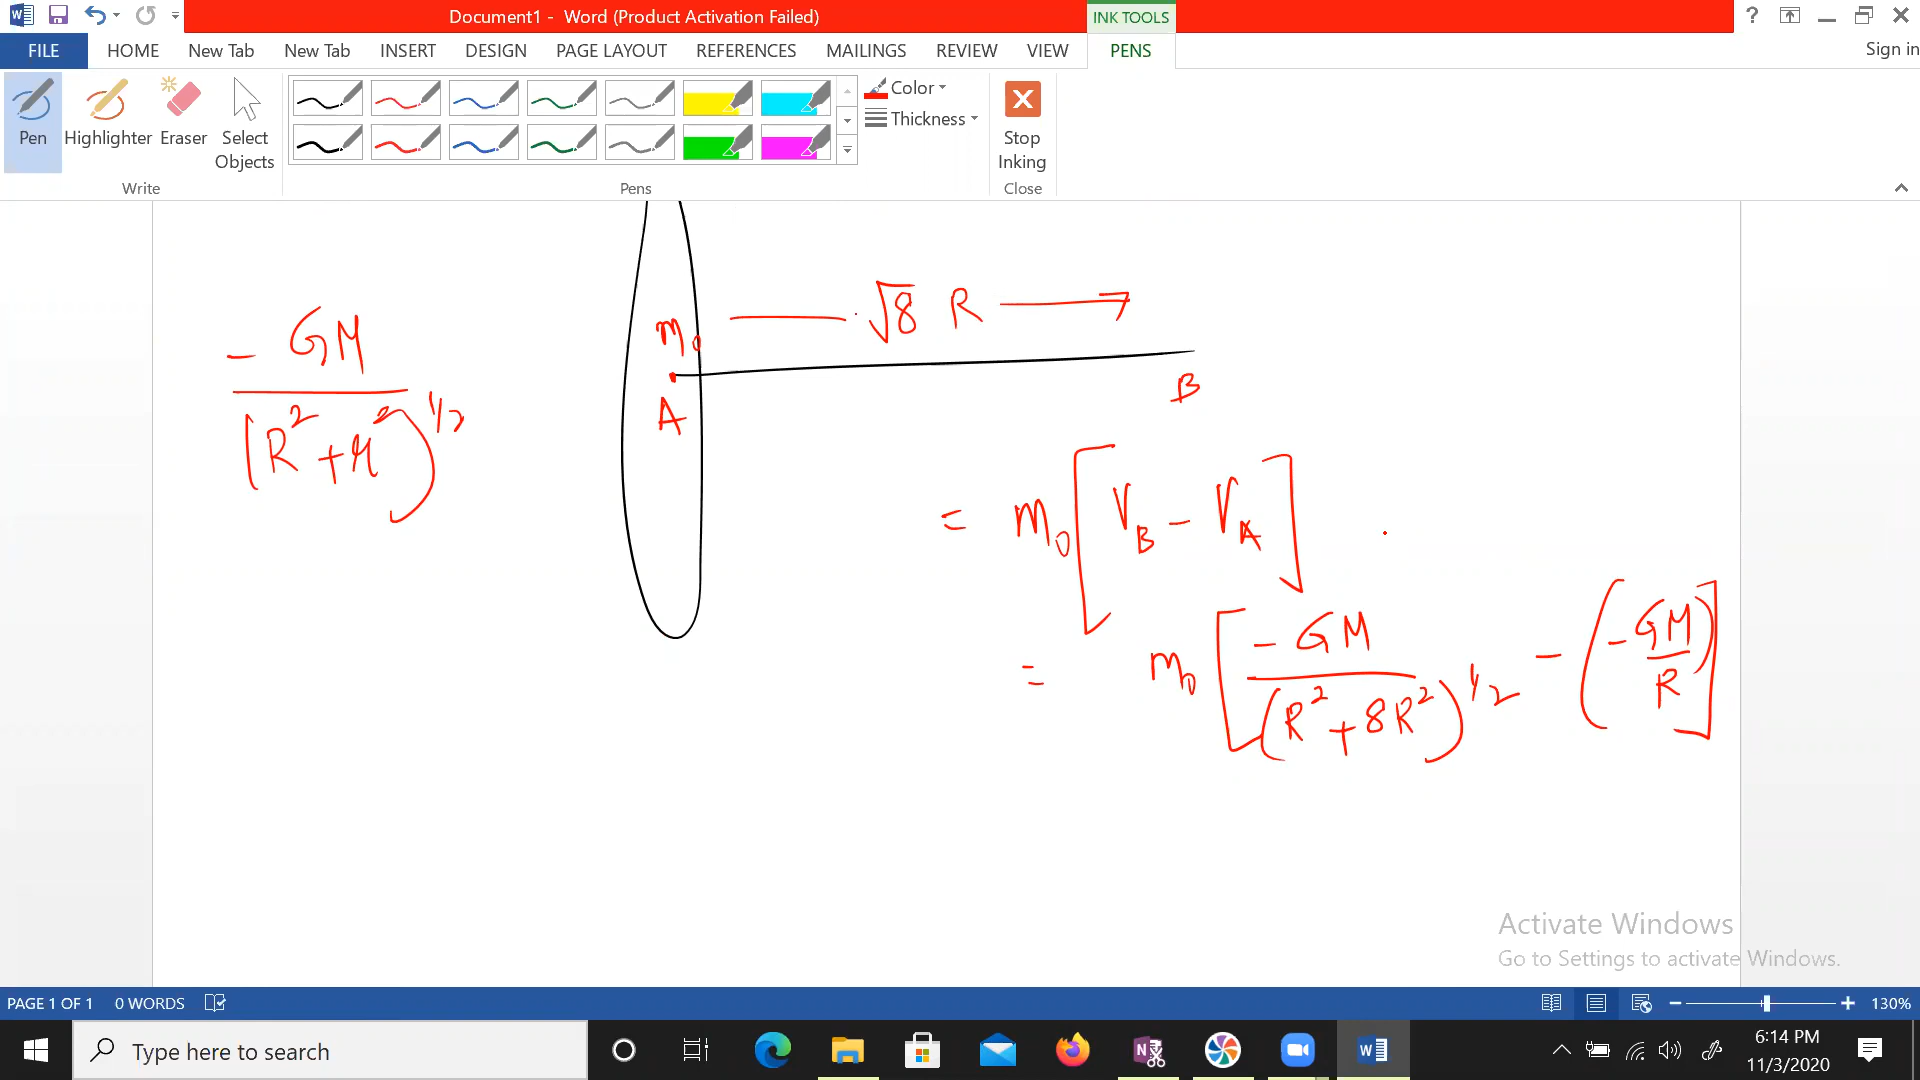 Document1 - Word (Product Activation Failed)
INK TOOLS
?
FILE HOME New Tab New Tab INSERT DESIGN PAGE LAYOUT REFERENCES MAILINGS REVIEW VIEW PENS
Sign in
Pen Highlighter Eraser Select Objects
Color
Thickness
Stop Inking
Write Pens Close
- GM
(R² + r²)^1/2
m₀
√8 R
A
B
= m₀ [V_B - V_A]
= m₀ [ -GM / (R² + 8R²)^1/2 - (-GM / R) ]
Activate Windows
Go to Settings to activate Windows.
PAGE 1 OF 1 0 WORDS
130%
Type here to search
6:14 PM
11/3/2020